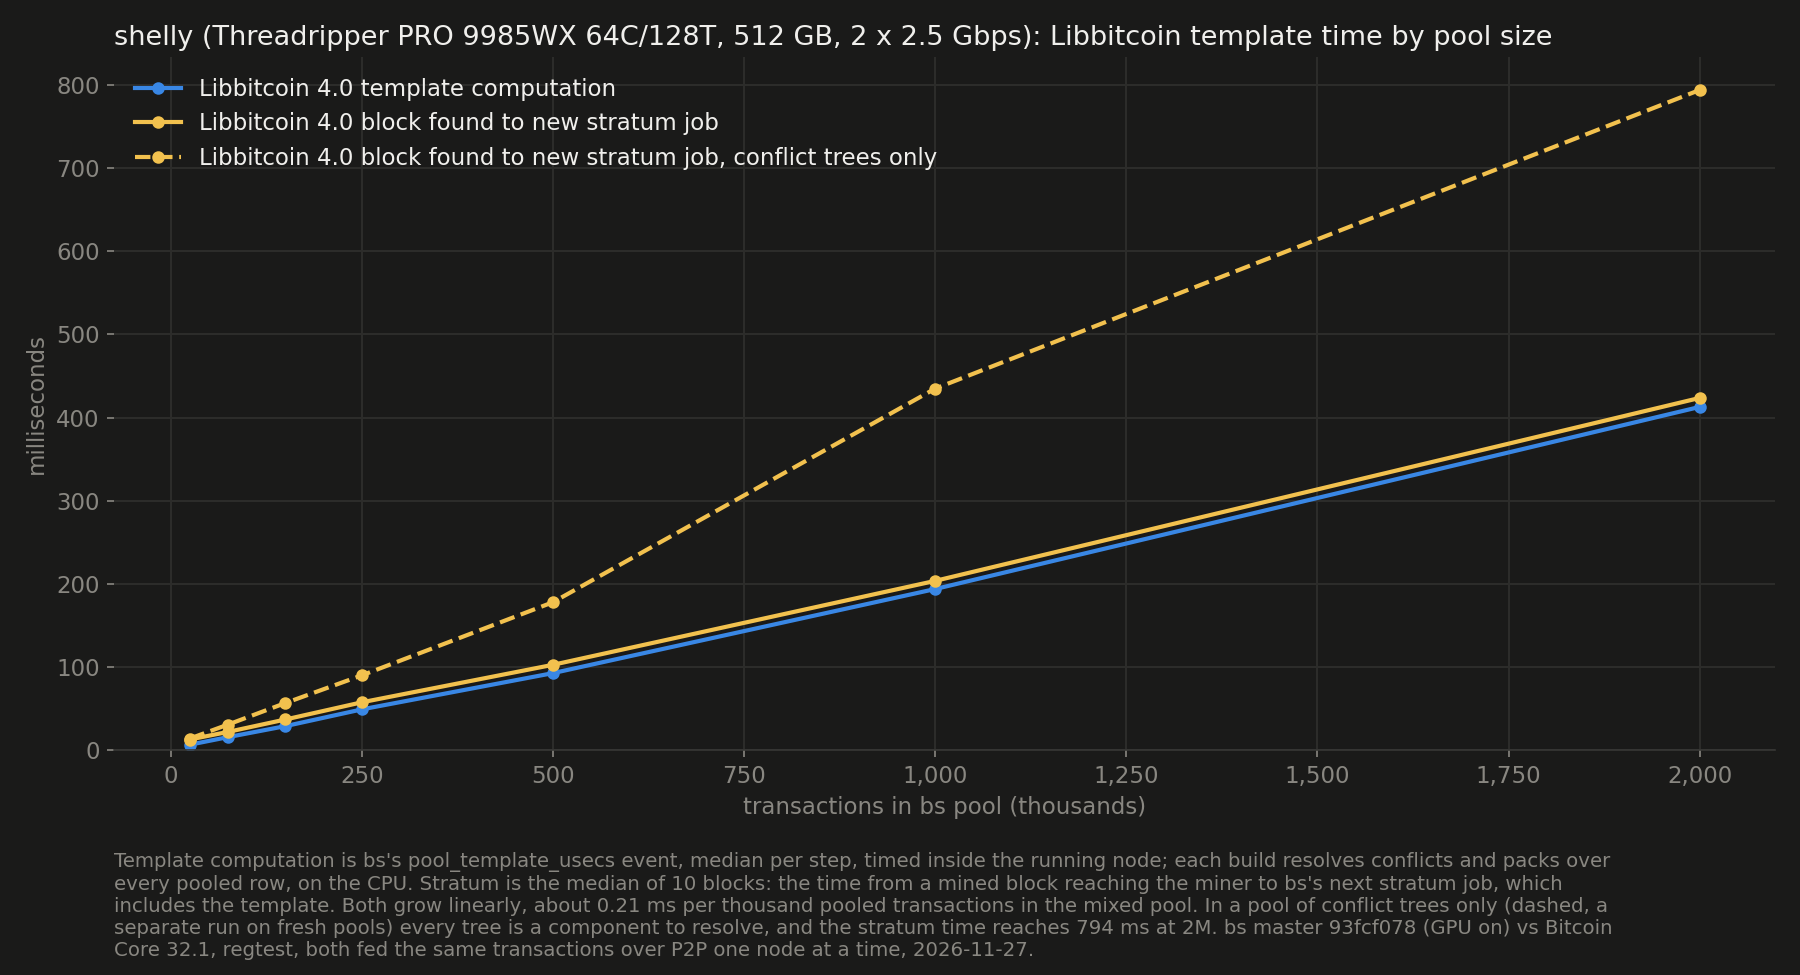 shelly (Threadripper PRO 9985WX 64C/128T, 512 GB, 2 x 2.5 Gbps): Libbitcoin template time by pool size
Libbitcoin 4.0 template computation
Libbitcoin 4.0 block found to new stratum job
Libbitcoin 4.0 block found to new stratum job, conflict trees only
800
700
600
500
400
300
200
100
0
milliseconds
0 250 500 750 1,000 1,250 1,500 1,750 2,000
transactions in bs pool (thousands)
Template computation is bs's pool_template_usecs event, median per step, timed inside the running node; each build resolves conflicts and packs over
every pooled row, on the CPU. Stratum is the median of 10 blocks: the time from a mined block reaching the miner to bs's next stratum job, which
includes the template. Both grow linearly, about 0.21 ms per thousand pooled transactions in the mixed pool. In a pool of conflict trees only (dashed, a
separate run on fresh pools) every tree is a component to resolve, and the stratum time reaches 794 ms at 2M. bs master 93fcf078 (GPU on) vs Bitcoin
Core 32.1, regtest, both fed the same transactions over P2P one node at a time, 2026-11-27.